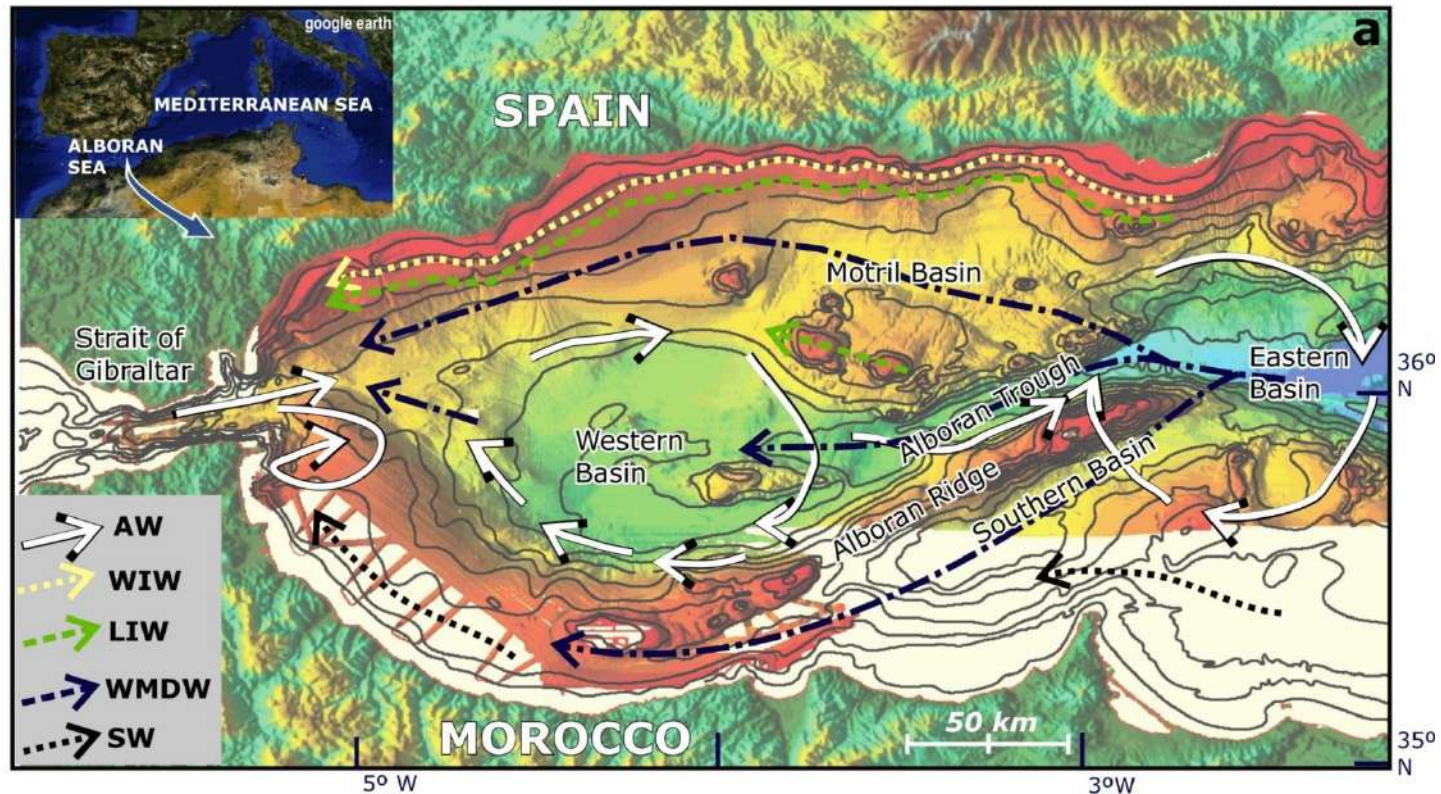 google earth
a
MEDITERRANEAN SEA
SPAIN
ALBORAN
SEA
Motril Basin
Strait of
Gibraltar
36º
N
Eastern
Basin
Alboran Trough
Western
Basin
Alboran Ridge
Southern Basin
AW
WIW
LIW
WMDW
SW
50 km
MOROCCO
35º
N
5º W
3ºW